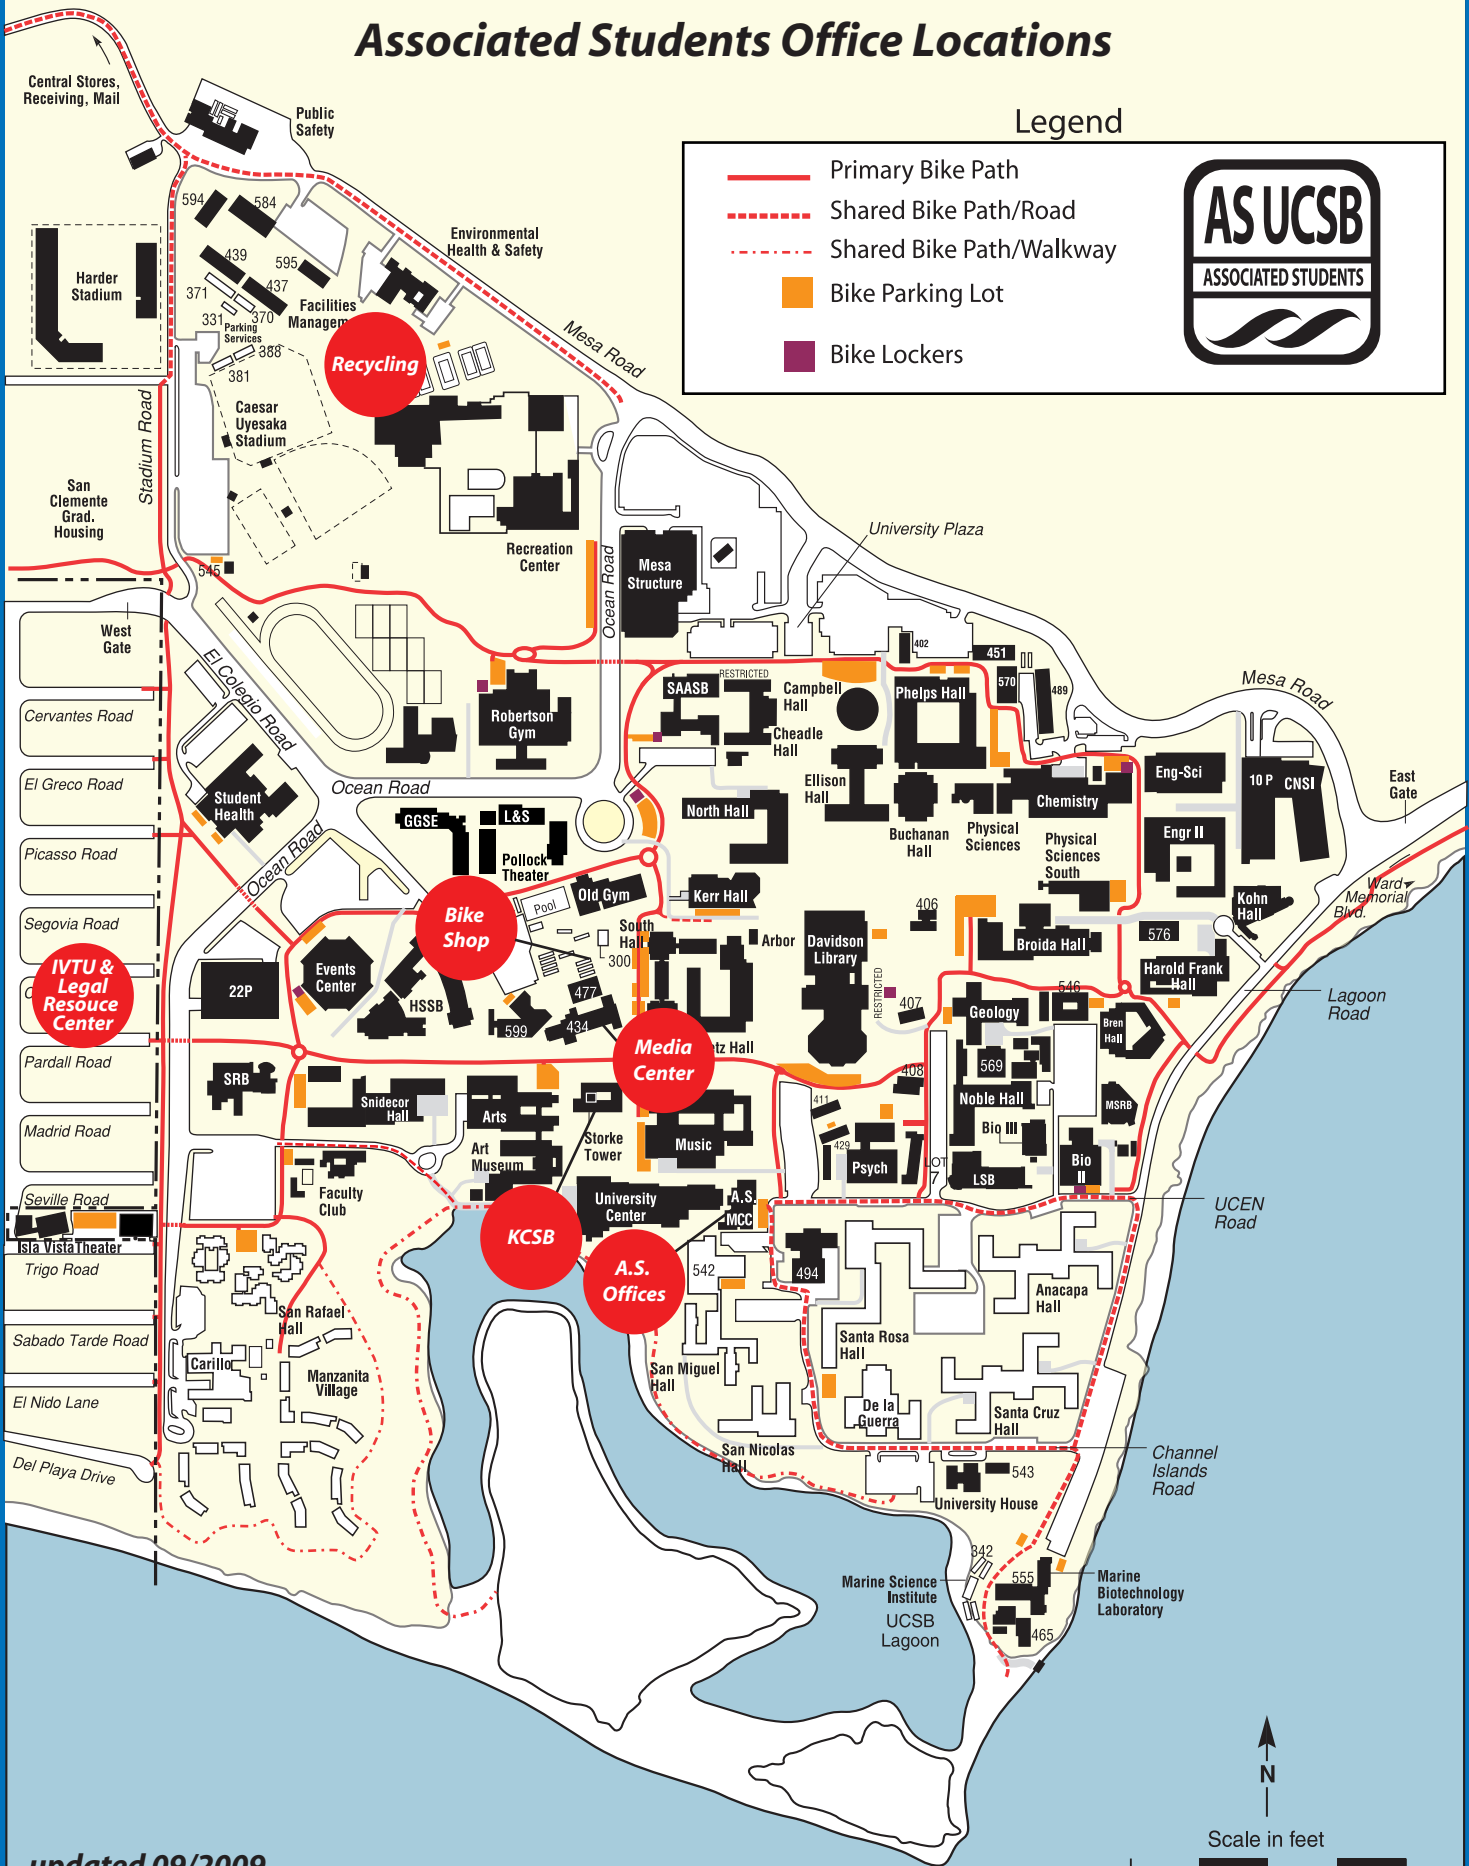 Associated Students Office Locations
Central Stores,
Receiving, Mail
Public
Safety
Legend
Primary Bike Path
Shared Bike Path/Road
Shared Bike Path/Walkway
Bike Parking Lot
Bike Lockers
AS UCSB
ASSOCIATED STUDENTS
594
584
Environmental
Health & Safety
Harder
Stadium
439
595
371
437
Facilities
331
370
Parking
Services
388
381
Recycling
Mesa Road
Caesar
Uyesaka
Stadium
Stadium Road
San
Clemente
Grad.
Housing
University Plaza
Recreation
Center
Ocean Road
Mesa
Structure
545
West
Gate
El Colegio Road
402
451
RESTRICTED
SAASB
Campbell
Hall
Phelps Hall
570
489
Mesa Road
Cervantes Road
Robertson
Gym
Cheadle
Hall
El Greco Road
Ocean Road
Ellison
Hall
Eng-Sci
10 P
CNSI
East
Gate
Student
Health
GGSE
L&S
North Hall
Chemistry
Buchanan
Hall
Physical
Sciences
Physical
Sciences
South
Engr II
Picasso Road
Ocean Road
Pollock
Theater
Old Gym
Pool
Kerr Hall
Ward
Memorial
Blvd.
Kohn
Hall
Segovia Road
Bike
Shop
South
Hall
300
Arbor
Davidson
Library
406
Broida Hall
576
IVTU &
Legal
Resouce
Center
22P
Events
Center
HSSB
477
RESTRICTED
Harold Frank
Hall
Lagoon
Road
599
434
407
Geology
546
Bren
Hall
Pardall Road
Media
Center
tz Hall
SRB
408
569
Snidecor
Hall
Arts
411
Noble Hall
MSRB
Madrid Road
Art
Museum
Storke
Tower
Music
429
Psych
LOT
7
Bio III
LSB
Bio
II
Faculty
Club
Seville Road
University
Center
A.S.
MCC
UCEN
Road
KCSB
Isla VistaTheater
Trigo Road
A.S.
Offices
542
494
Anacapa
Hall
San Rafael
Hall
Sabado Tarde Road
Carillo
Santa Rosa
Hall
Manzanita
Village
San Miguel
Hall
El Nido Lane
De la
Guerra
Santa Cruz
Hall
Del Playa Drive
San Nicolas
Hall
Channel
Islands
Road
543
University House
342
Marine Science
Institute
555
Marine
Biotechnology
Laboratory
UCSB
Lagoon
465
N
Scale in feet
updated 09/2009